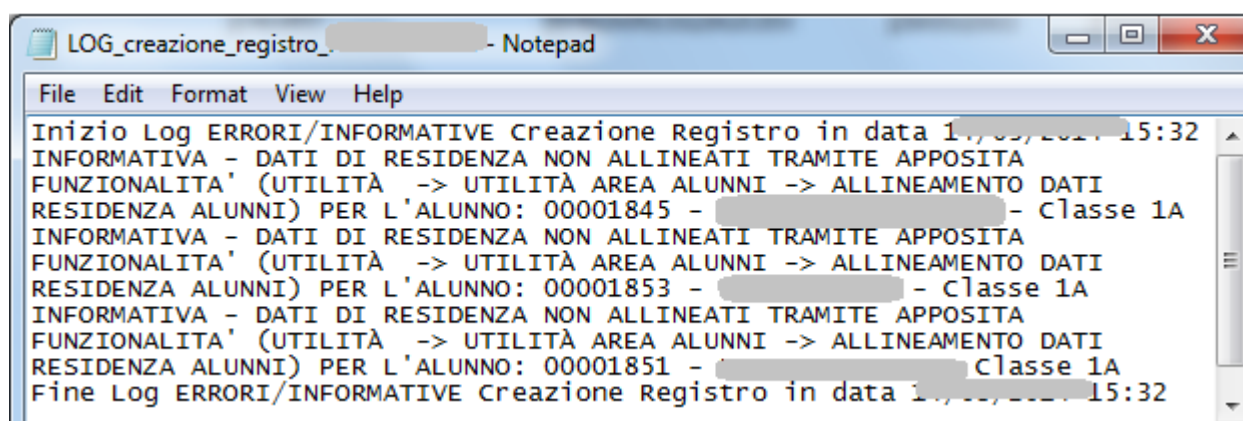 LOG_creazione_registro_ - Notepad
File Edit Format View Help
Inizio Log ERRORI/INFORMATIVE Creazione Registro in data 15:32
INFORMATIVA - DATI DI RESIDENZA NON ALLINEATI TRAMITE APPOSITA
FUNZIONALITA' (UTILITÀ -> UTILITÀ AREA ALUNNI -> ALLINEAMENTO DATI
RESIDENZA ALUNNI) PER L'ALUNNO: 00001845 - - Classe 1A
INFORMATIVA - DATI DI RESIDENZA NON ALLINEATI TRAMITE APPOSITA
FUNZIONALITA' (UTILITÀ -> UTILITÀ AREA ALUNNI -> ALLINEAMENTO DATI
RESIDENZA ALUNNI) PER L'ALUNNO: 00001853 - - Classe 1A
INFORMATIVA - DATI DI RESIDENZA NON ALLINEATI TRAMITE APPOSITA
FUNZIONALITA' (UTILITÀ -> UTILITÀ AREA ALUNNI -> ALLINEAMENTO DATI
RESIDENZA ALUNNI) PER L'ALUNNO: 00001851 - Classe 1A
Fine Log ERRORI/INFORMATIVE Creazione Registro in data 15:32